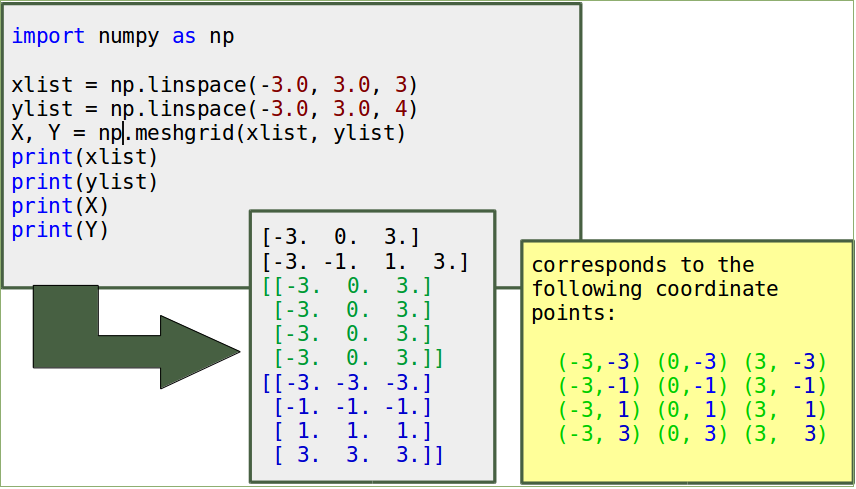 import numpy as np
xlist = np.linspace(-3.0, 3.0, 3)
ylist = np.linspace(-3.0, 3.0, 4)
X, Y = np.meshgrid(xlist, ylist)
print(xlist)
print(ylist)
print(X)
print(Y)
[-3.  0.  3.]
[-3. -1.  1.  3.]
[[-3.  0.  3.]
 [-3.  0.  3.]
 [-3.  0.  3.]
 [-3.  0.  3.]]
[[-3. -3. -3.]
 [-1. -1. -1.]
 [ 1.  1.  1.]
 [ 3.  3.  3.]]
corresponds to the
following coordinate
points:
(-3,-3) (0,-3) (3, -3)
(-3,-1) (0,-1) (3, -1)
(-3, 1) (0, 1) (3,  1)
(-3, 3) (0, 3) (3,  3)